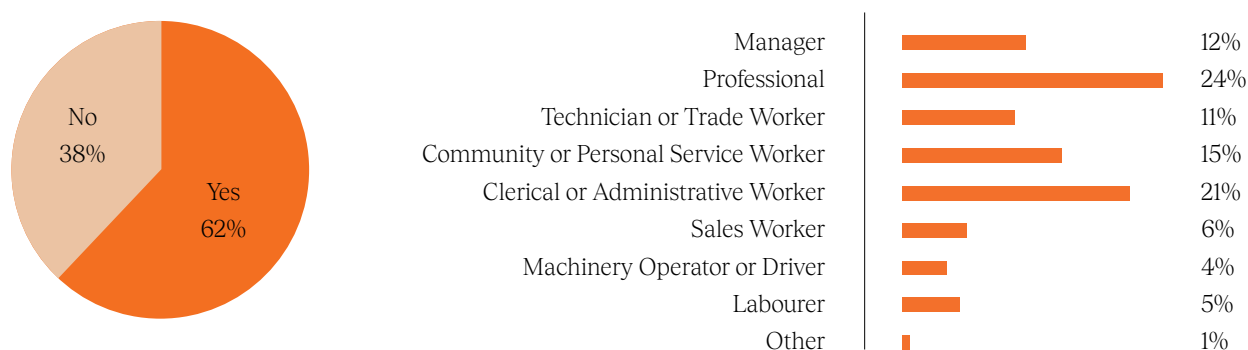 No
38%
Yes
62%
Manager 12%
Professional 24%
Technician or Trade Worker 11%
Community or Personal Service Worker 15%
Clerical or Administrative Worker 21%
Sales Worker 6%
Machinery Operator or Driver 4%
Labourer 5%
Other 1%